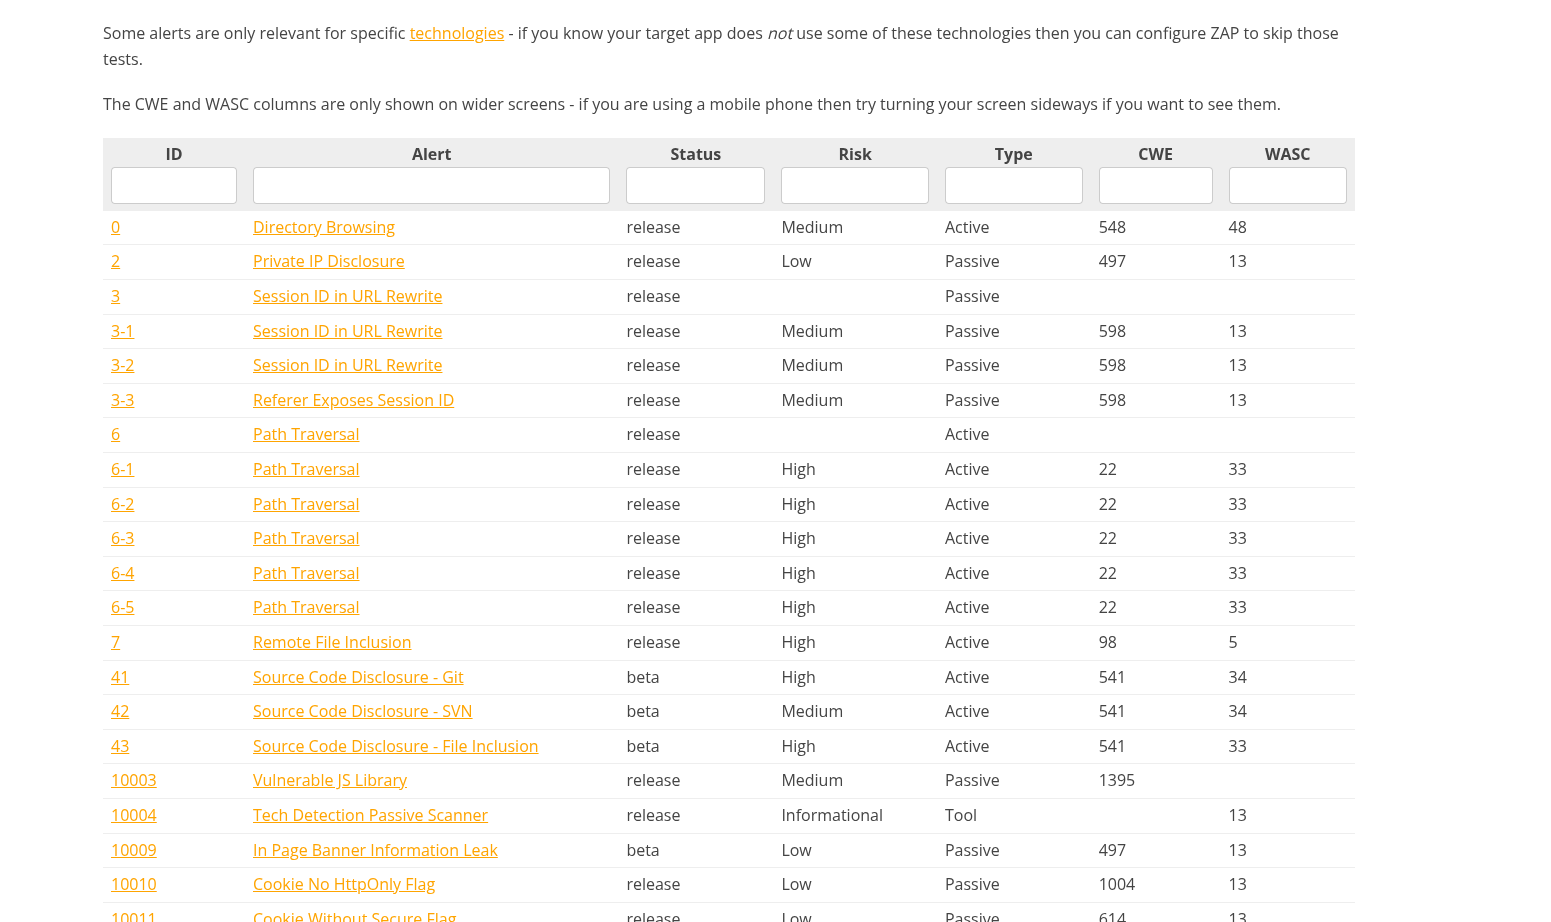 Some alerts are only relevant for specific technologies - if you know your target app does not use some of these technologies then you can configure ZAP to skip those
tests.
The CWE and WASC columns are only shown on wider screens - if you are using a mobile phone then try turning your screen sideways if you want to see them.
ID Alert Status Risk Type CWE WASC
0 Directory Browsing release Medium Active 548 48
2 Private IP Disclosure release Low Passive 497 13
3 Session ID in URL Rewrite release Passive
3-1 Session ID in URL Rewrite release Medium Passive 598 13
3-2 Session ID in URL Rewrite release Medium Passive 598 13
3-3 Referer Exposes Session ID release Medium Passive 598 13
6 Path Traversal release Active
6-1 Path Traversal release High Active 22 33
6-2 Path Traversal release High Active 22 33
6-3 Path Traversal release High Active 22 33
6-4 Path Traversal release High Active 22 33
6-5 Path Traversal release High Active 22 33
7 Remote File Inclusion release High Active 98 5
41 Source Code Disclosure - Git beta High Active 541 34
42 Source Code Disclosure - SVN beta Medium Active 541 34
43 Source Code Disclosure - File Inclusion beta High Active 541 33
10003 Vulnerable JS Library release Medium Passive 1395
10004 Tech Detection Passive Scanner release Informational Tool 13
10009 In Page Banner Information Leak beta Low Passive 497 13
10010 Cookie No HttpOnly Flag release Low Passive 1004 13
10011 Cookie Without Secure Flag release Low Passive 614 13